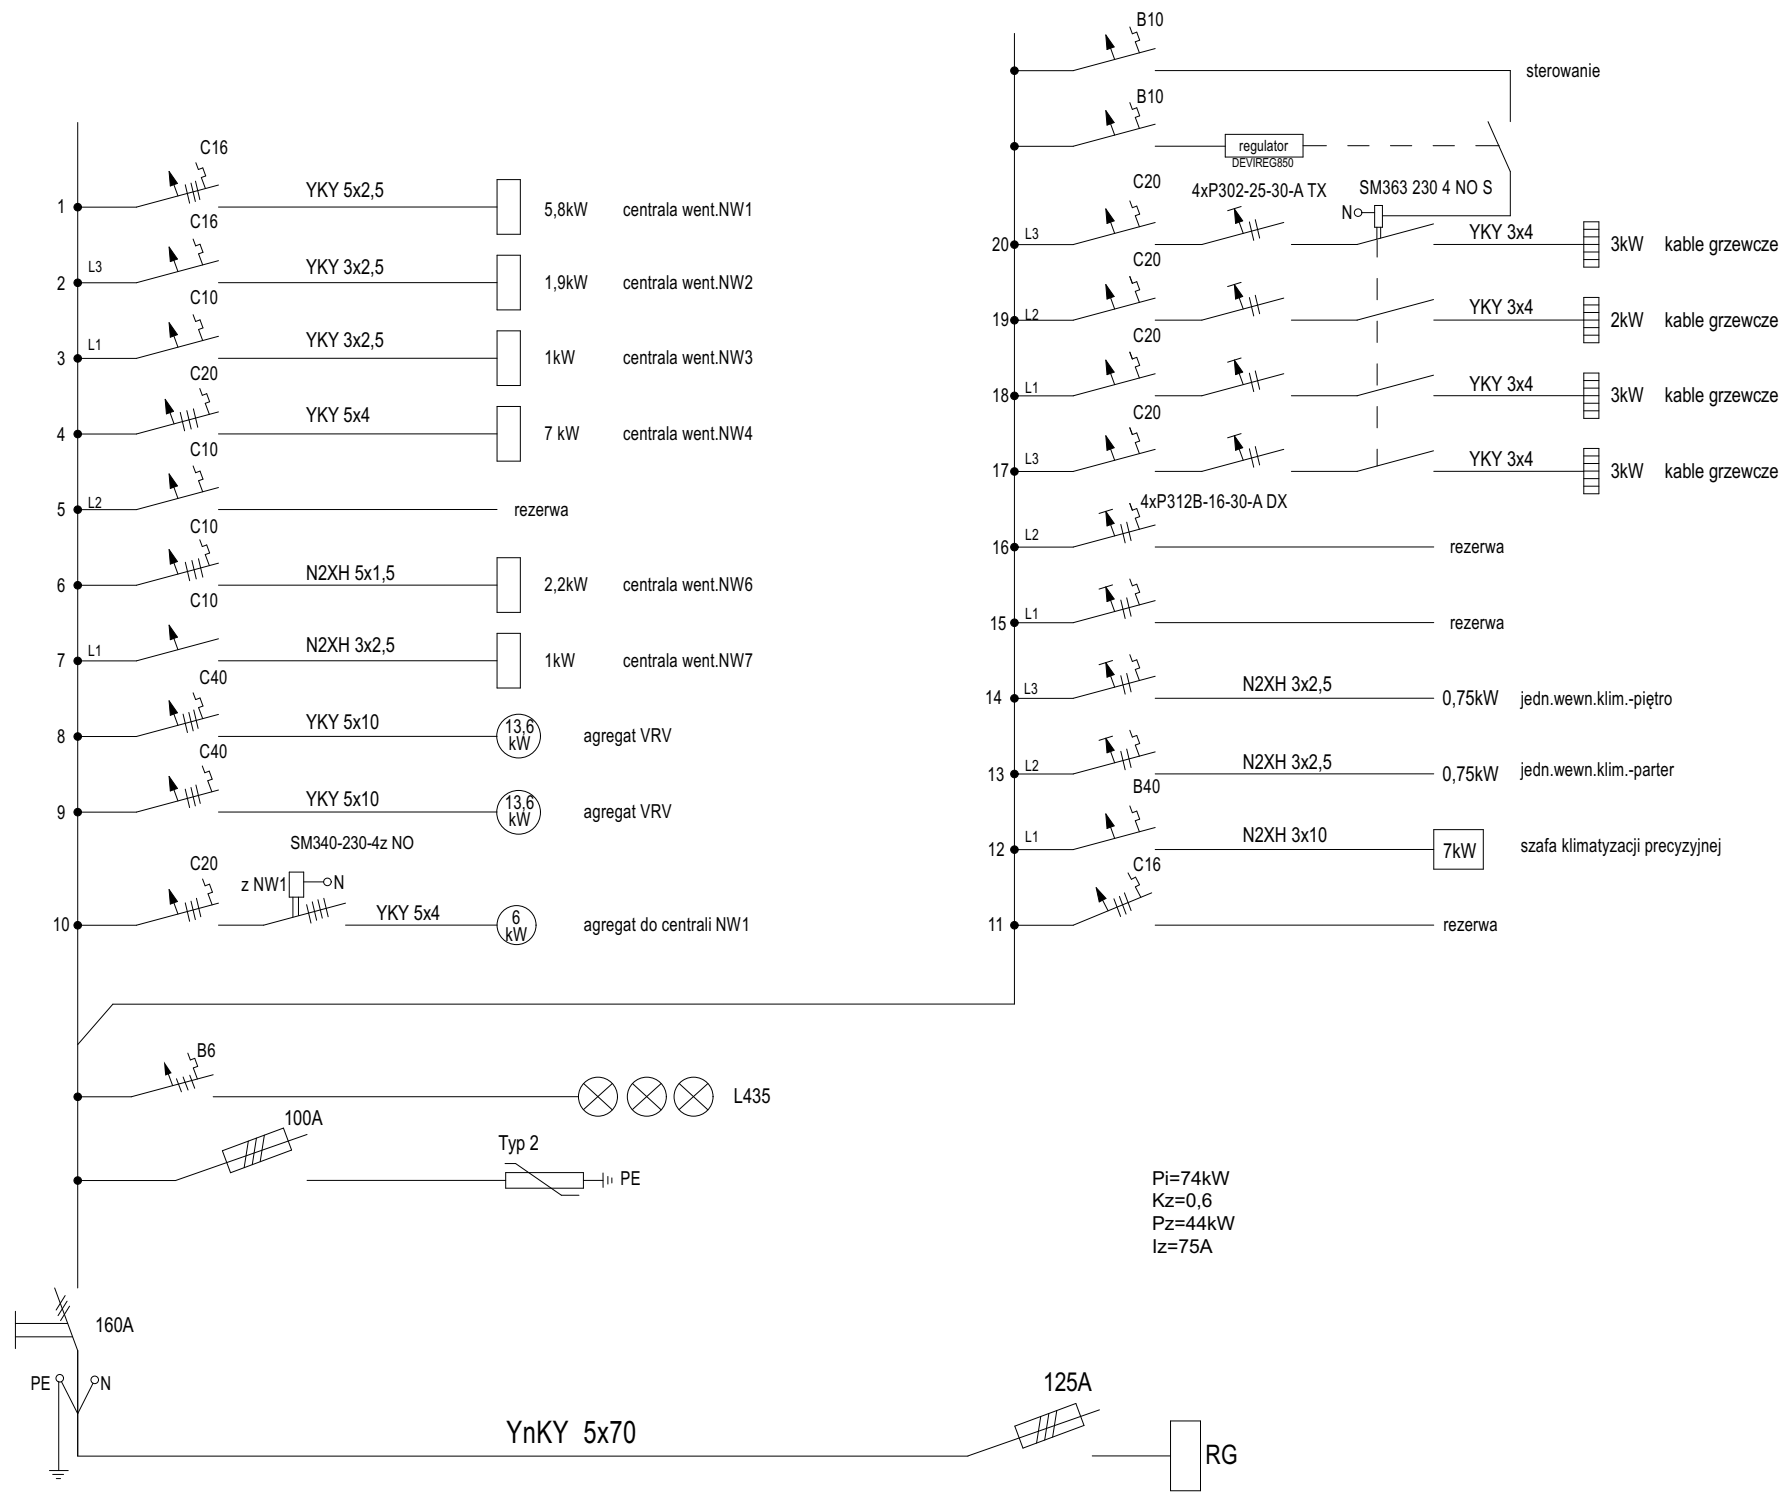 C16
1
YKY 5x2,5
5,8kW
centrala went.NW1
C16
2
L3
YKY 3x2,5
1,9kW
centrala went.NW2
C10
3
L1
YKY 3x2,5
1kW
centrala went.NW3
C20
4
YKY 5x4
7 kW
centrala went.NW4
C10
5
L2
rezerwa
C10
6
N2XH 5x1,5
2,2kW
centrala went.NW6
C10
7
L1
N2XH 3x2,5
1kW
centrala went.NW7
C40
8
YKY 5x10
13,6
kW
agregat VRV
C40
9
YKY 5x10
13,6
kW
agregat VRV
SM340-230-4z NO
C20
z NW1
N
10
YKY 5x4
6
kW
agregat do centrali NW1
B6
L435
100A
Typ 2
PE
160A
PE
N
YnKY 5x70
125A
RG
B10
sterowanie
B10
regulator
DEVIREG850
C20
4xP302-25-30-A TX
SM363 230 4 NO S
N
20
L3
YKY 3x4
3kW
kable grzewcze
C20
19
L2
YKY 3x4
2kW
kable grzewcze
C20
18
L1
YKY 3x4
3kW
kable grzewcze
C20
17
L3
YKY 3x4
3kW
kable grzewcze
4xP312B-16-30-A DX
16
L2
rezerwa
15
L1
rezerwa
14
L3
N2XH 3x2,5
0,75kW
jedn.wewn.klim.-piętro
13
L2
N2XH 3x2,5
0,75kW
jedn.wewn.klim.-parter
B40
12
L1
N2XH 3x10
7kW
szafa klimatyzacji precyzyjnej
C16
11
rezerwa
Pi=74kW
Kz=0,6
Pz=44kW
Iz=75A